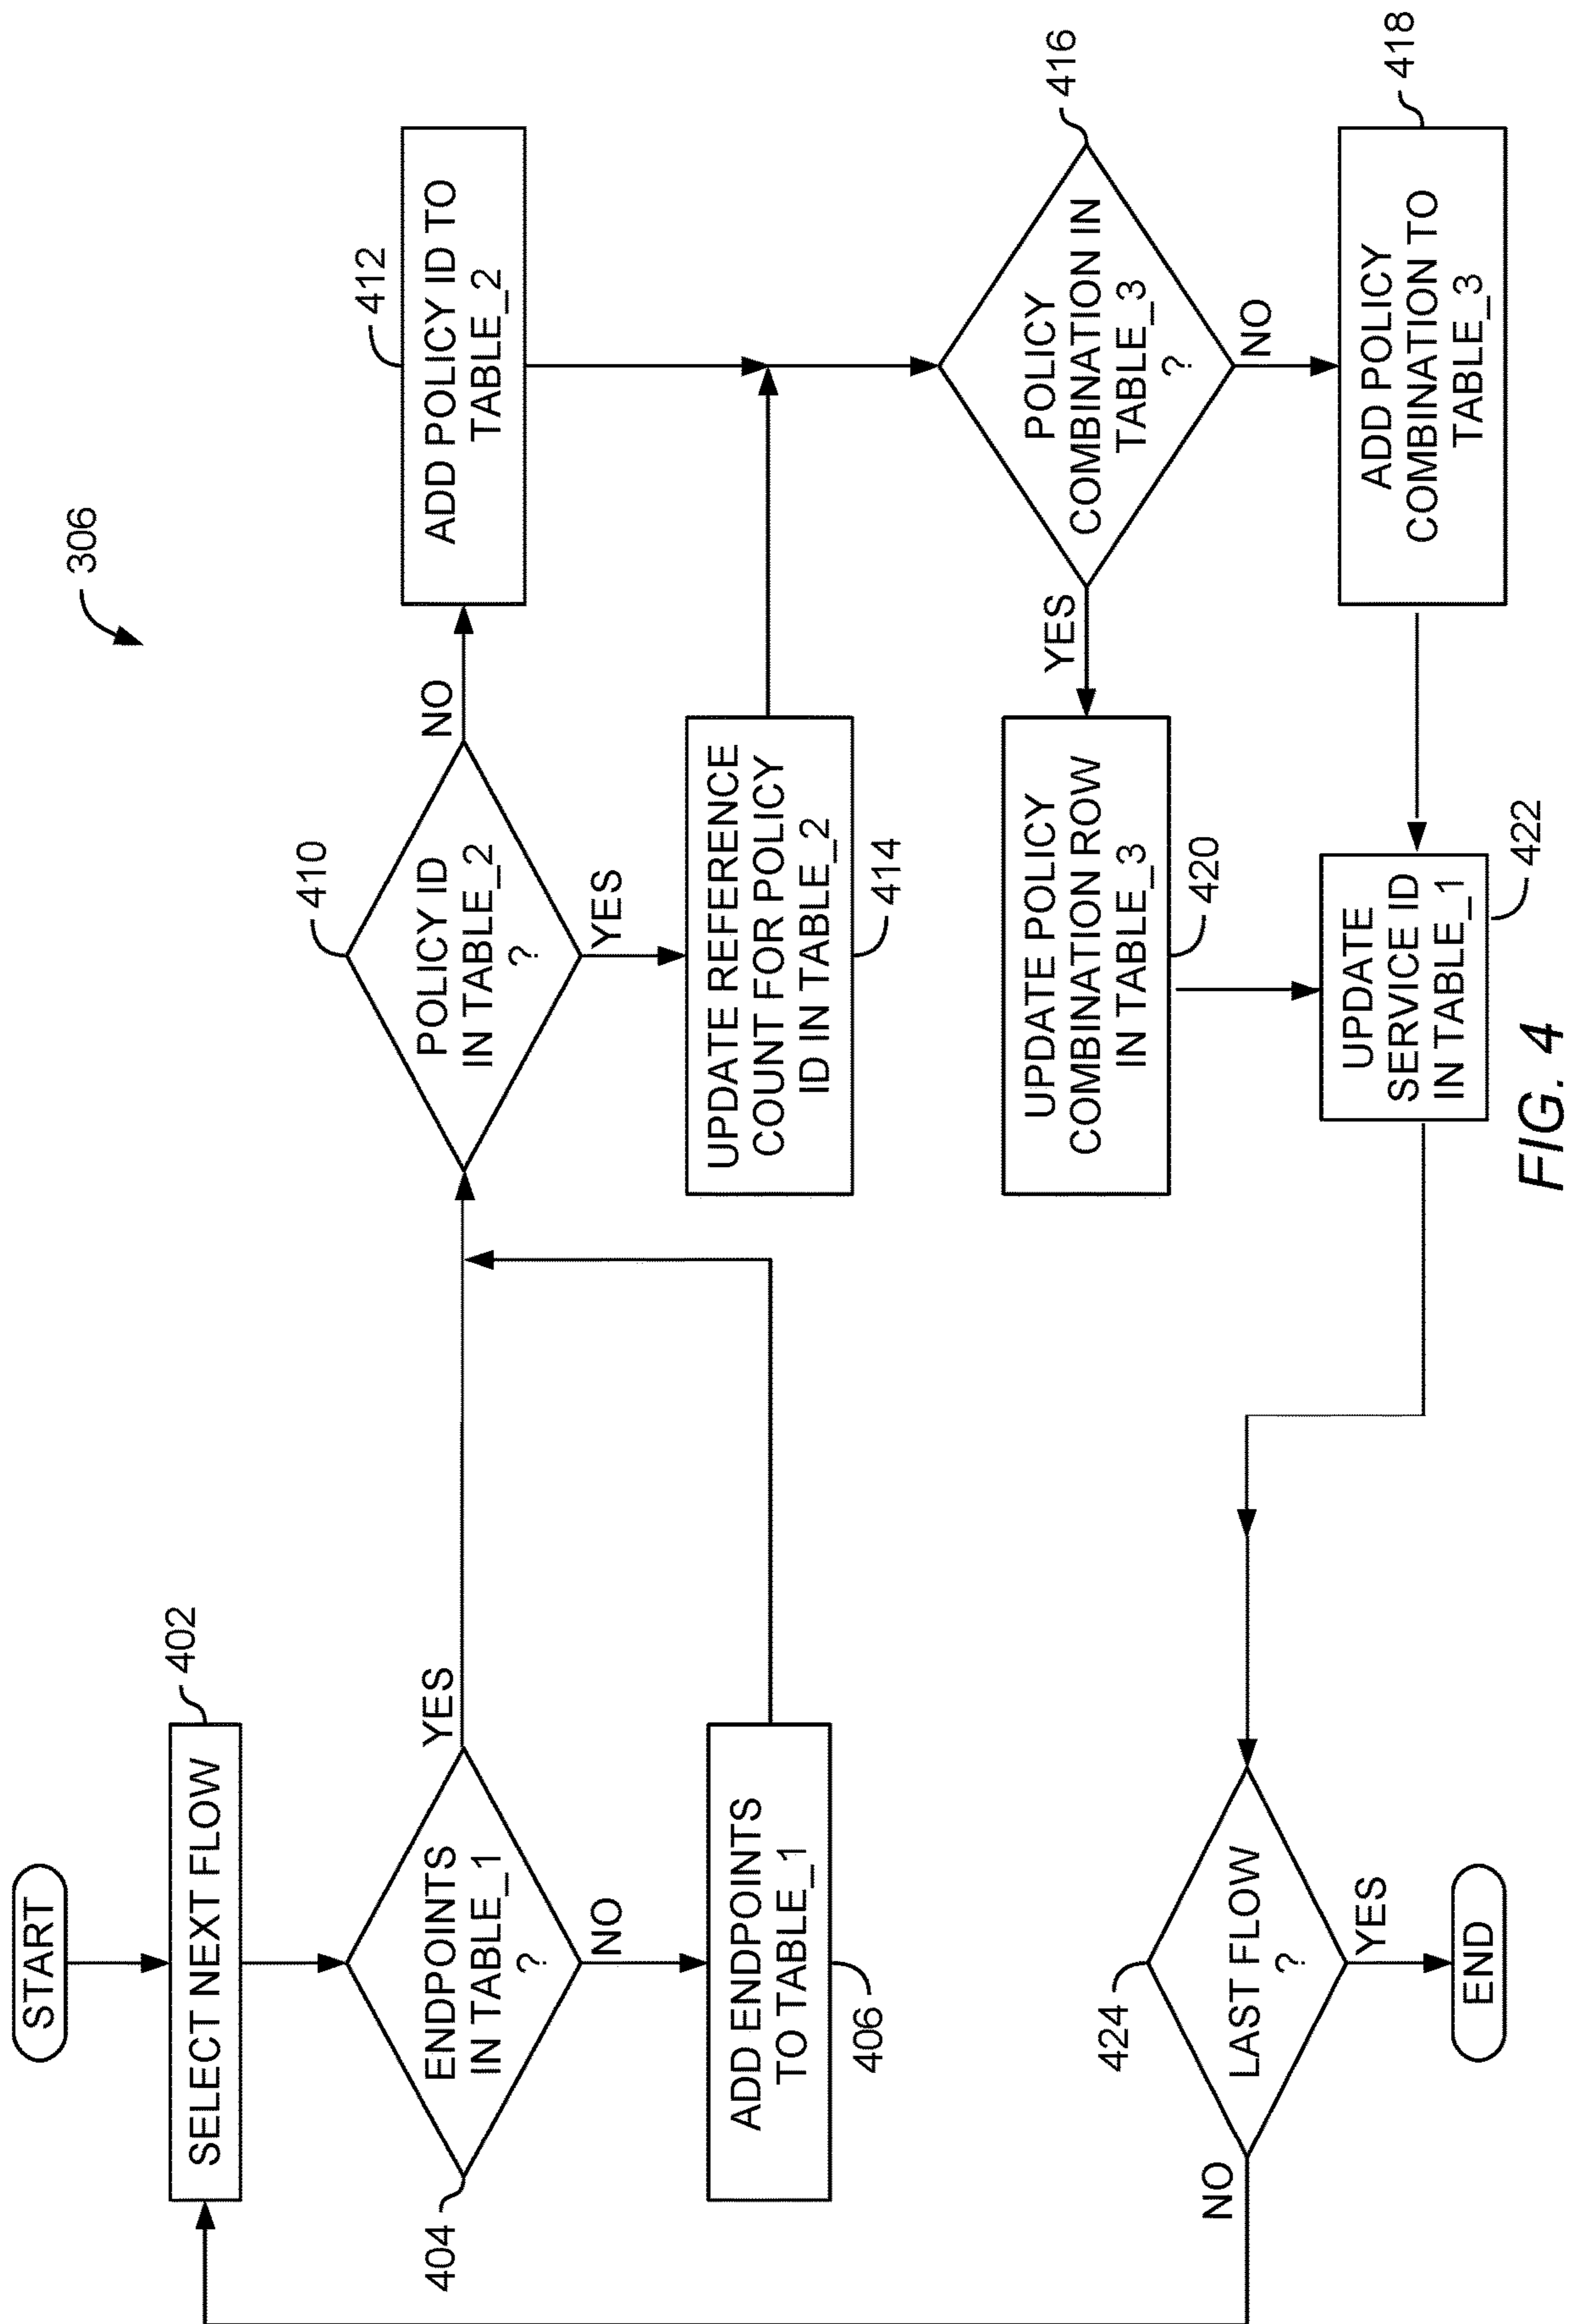 306
START
SELECT NEXT FLOW
402
ENDPOINTS
IN TABLE_1
?
404
YES
NO
ADD ENDPOINTS
TO TABLE_1
406
POLICY ID
IN TABLE_2
?
410
NO
YES
ADD POLICY ID TO
TABLE_2
412
UPDATE REFERENCE
COUNT FOR POLICY
ID IN TABLE_2
414
POLICY
COMBINATION IN
TABLE_3
?
416
YES
NO
ADD POLICY
COMBINATION TO
TABLE_3
418
UPDATE POLICY
COMBINATION ROW
IN TABLE_3
420
UPDATE
SERVICE ID
IN TABLE_1
422
LAST FLOW
?
424
NO
YES
END
FIG. 4